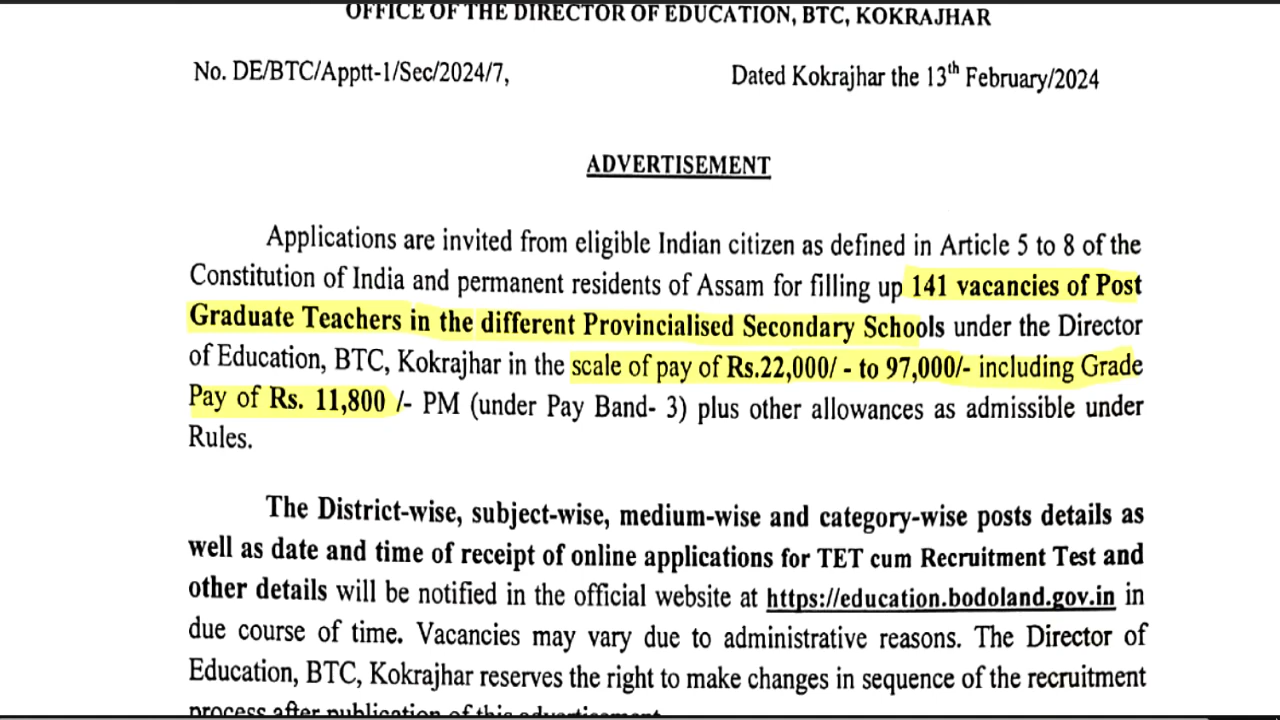 OFFICE OF THE DIRECTOR OF EDUCATION, BTC, KOKRAJHAR
No. DE/BTC/Apptt-1/Sec/2024/7, Dated Kokrajhar the 13th February/2024
ADVERTISEMENT
Applications are invited from eligible Indian citizen as defined in Article 5 to 8 of the
Constitution of India and permanent residents of Assam for filling up 141 vacancies of Post
Graduate Teachers in the different Provincialised Secondary Schools under the Director
of Education, BTC, Kokrajhar in the scale of pay of Rs.22,000/- to 97,000/- including Grade
Pay of Rs. 11,800 /- PM (under Pay Band- 3) plus other allowances as admissible under
Rules.
The District-wise, subject-wise, medium-wise and category-wise posts details as
well as date and time of receipt of online applications for TET cum Recruitment Test and
other details will be notified in the official website at https://education.bodoland.gov.in in
due course of time. Vacancies may vary due to administrative reasons. The Director of
Education, BTC, Kokrajhar reserves the right to make changes in sequence of the recruitment
process after publication of this advertisement.